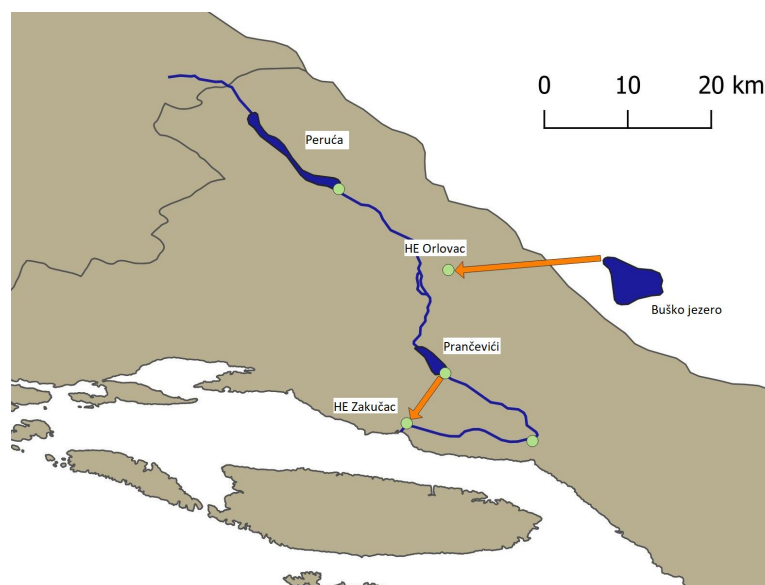 0 10 20 km
Peruća
HE Orlovac
Buško jezero
Prančevići
HE Zakučac